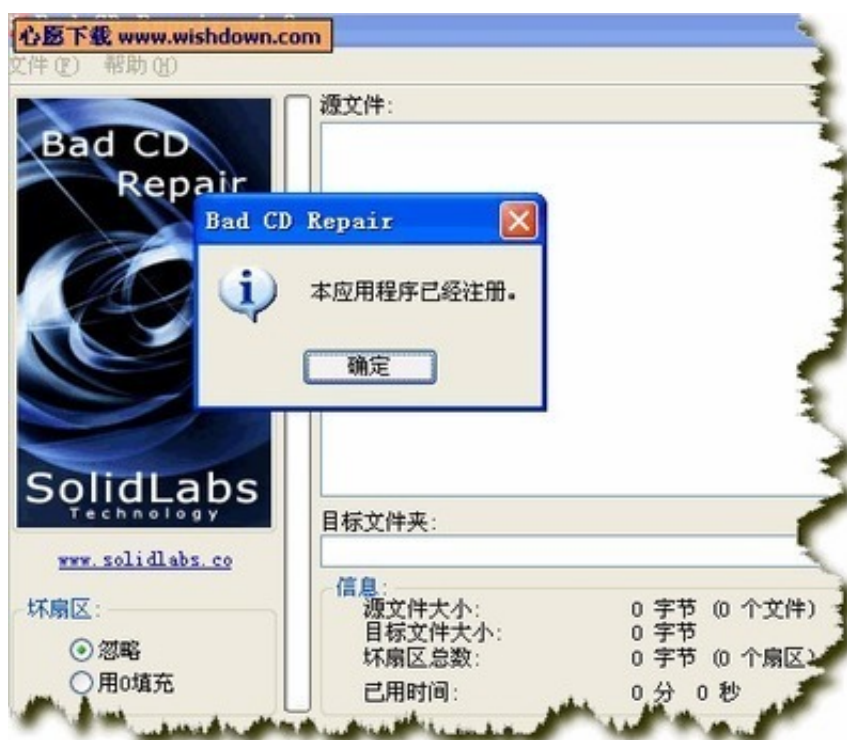 心愿下载 www.wishdown.com
文件(F) 帮助(H)
源文件:
Bad CD
Repair
Bad CD Repair
本应用程序已经注册。
确定
SolidLabs
Technology
目标文件夹:
www.solidlabs.co
信息:
源文件大小: 0 字节 (0 个文件)
目标文件大小: 0 字节
坏扇区总数: 0 字节 (0 个扇区)
已用时间: 0 分 0 秒
坏扇区:
忽略
用0填充